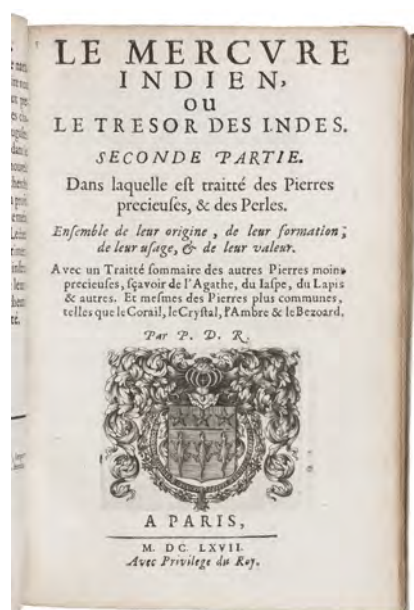 LE MERCVRE
INDIEN,
OU
LE TRESOR DES INDES.
SECONDE PARTIE.
Dans laquelle eſt traitté des Pierres
precieuſes, & des Perles.
Enſemble de leur origine, de leur formation,
de leur uſage, & de leur valeur.
Avec un Traitté ſommaire des autres Pierres moins
precieuſes, ſçavoir de l'Agathe, du Iaſpe, du Lapis
& autres. Et meſmes des Pierres plus communes,
telles que le Corail, le Cryſtal, l'Ambre & le Bezoard.
Par P. D. R.
A PARIS,
M. DC. LXVII.
Avec Privilege du Roy.